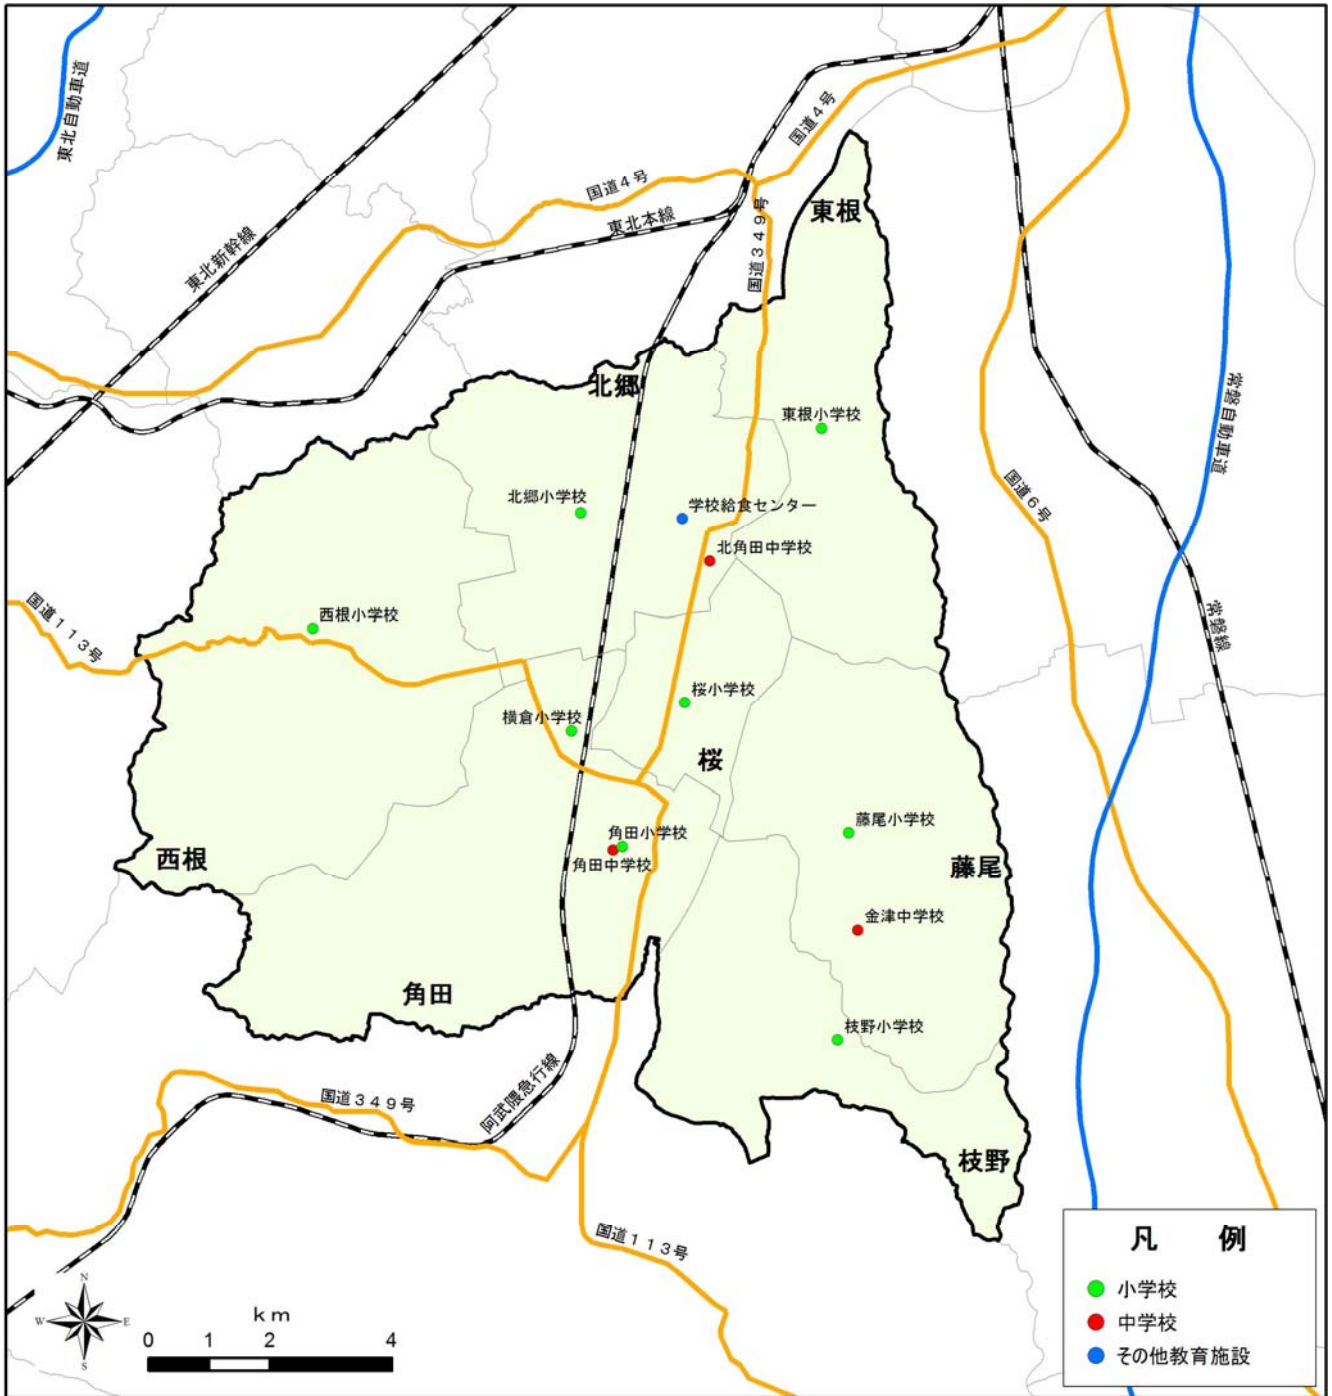 東北自動車道
国道4号
東根
国道4号
東北本線
国道349号
東北新幹線
北郷
常磐自動車道
東根小学校
北郷小学校
学校給食センター
国道6号
北角田中学校
国道113号
西根小学校
常磐線
桜小学校
横倉小学校
桜
藤尾小学校
角田小学校
西根
角田中学校
藤尾
金津中学校
角田
枝野小学校
国道349号
阿武隈急行線
枝野
国道113号
凡 例
小学校
中学校
その他教育施設
N
W
E
S
km
0 1 2 4